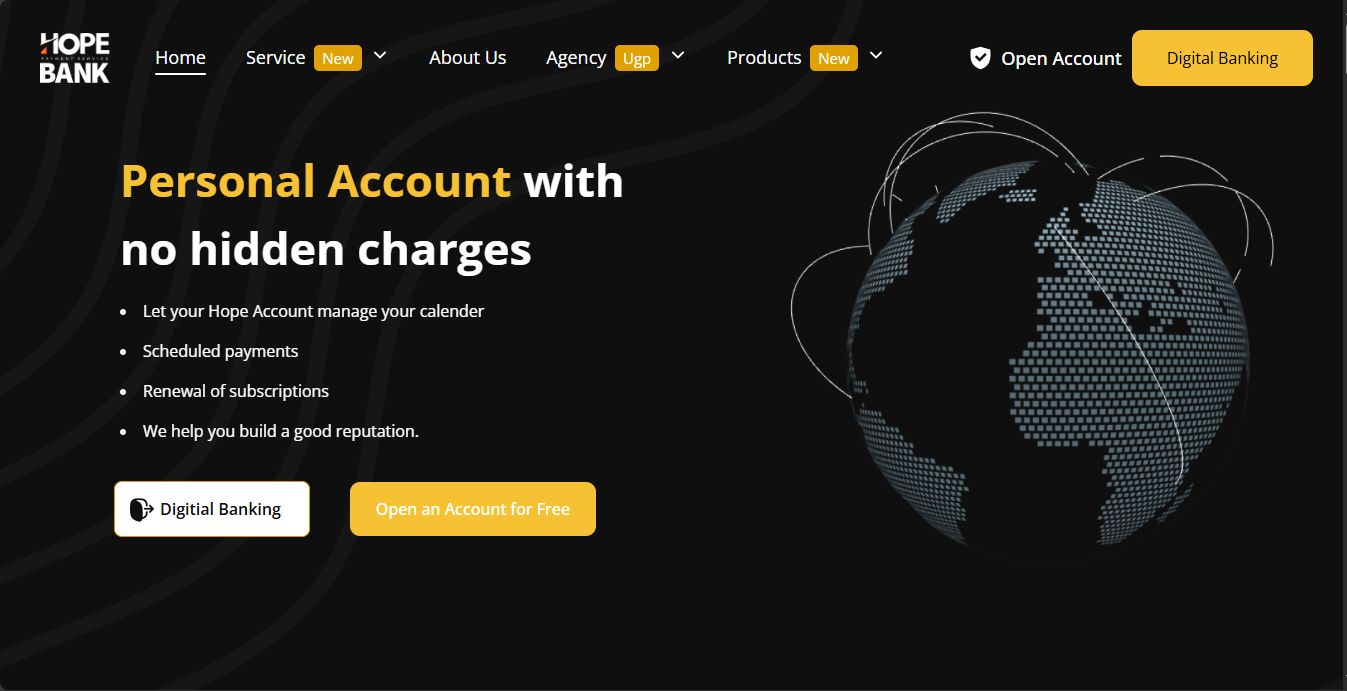 HOPE
PAYMENT SERVICE
BANK
Home
Service New
About Us
Agency Ugp
Products New
Open Account
Digital Banking
Personal Account with
no hidden charges
• Let your Hope Account manage your calender
• Scheduled payments
• Renewal of subscriptions
• We help you build a good reputation.
Digitial Banking
Open an Account for Free